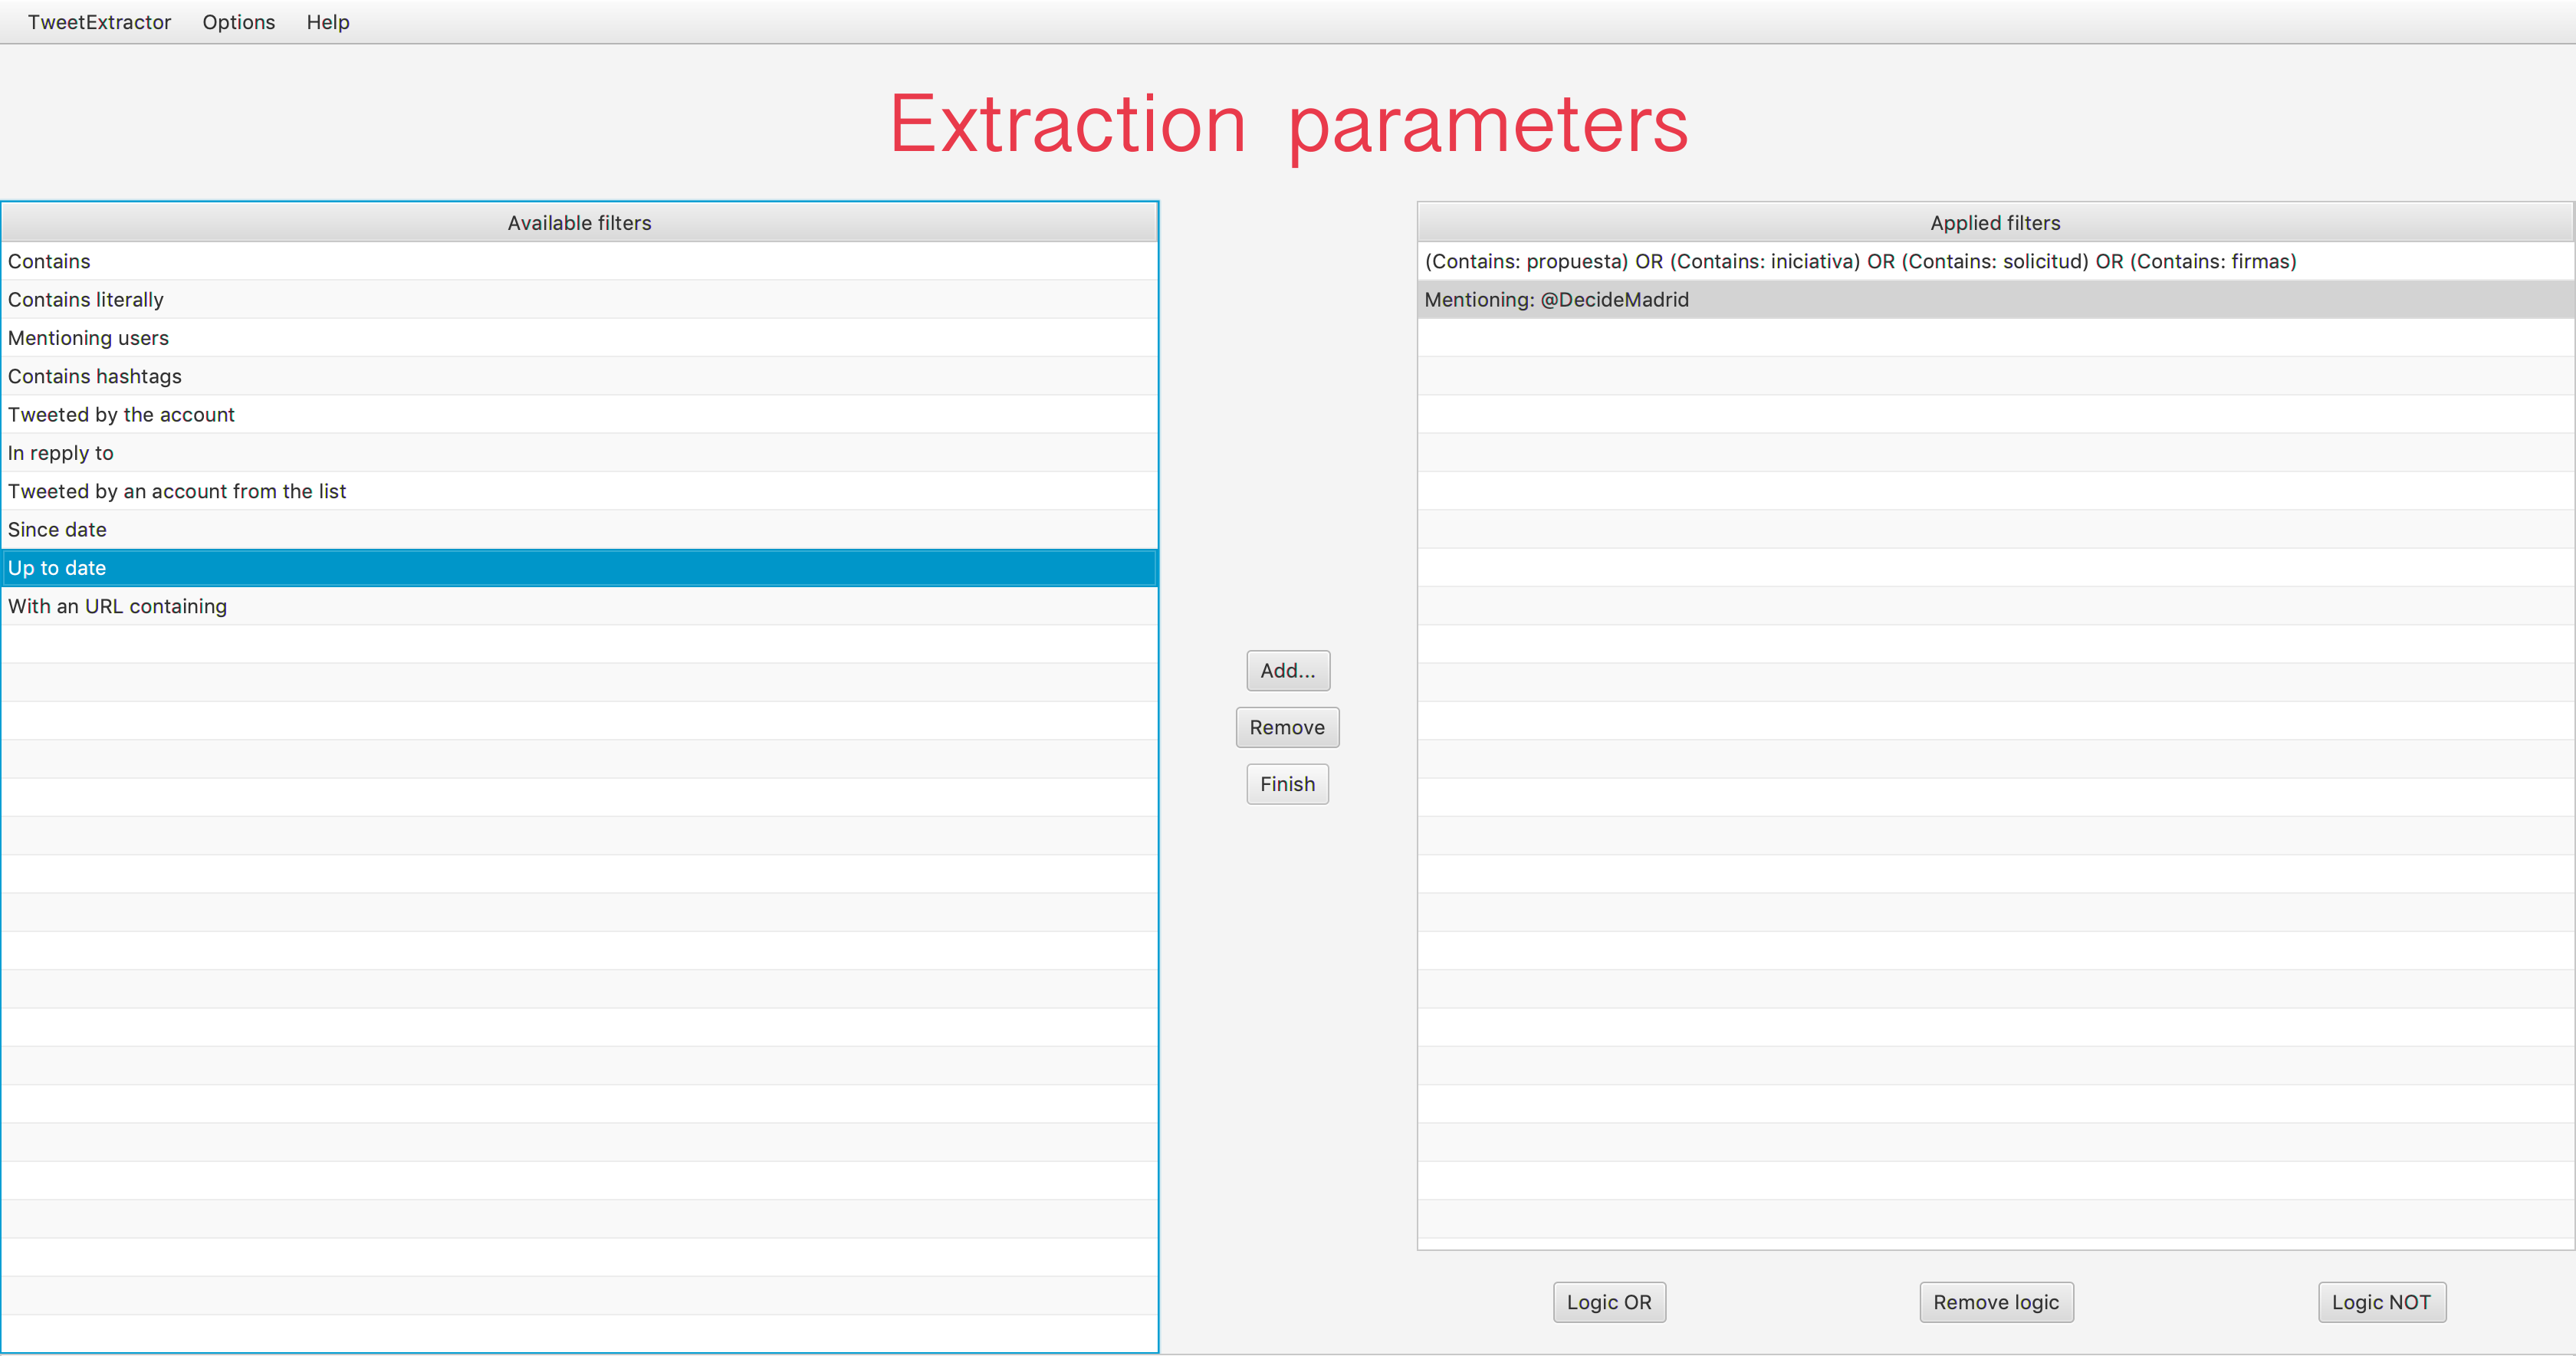 TweetExtractor Options Help
Extraction parameters
Available filters
Contains
Contains literally
Mentioning users
Contains hashtags
Tweeted by the account
In repply to
Tweeted by an account from the list
Since date
Up to date
With an URL containing
Add...
Remove
Finish
Applied filters
(Contains: propuesta) OR (Contains: iniciativa) OR (Contains: solicitud) OR (Contains: firmas)
Mentioning: @DecideMadrid
Logic OR
Remove logic
Logic NOT